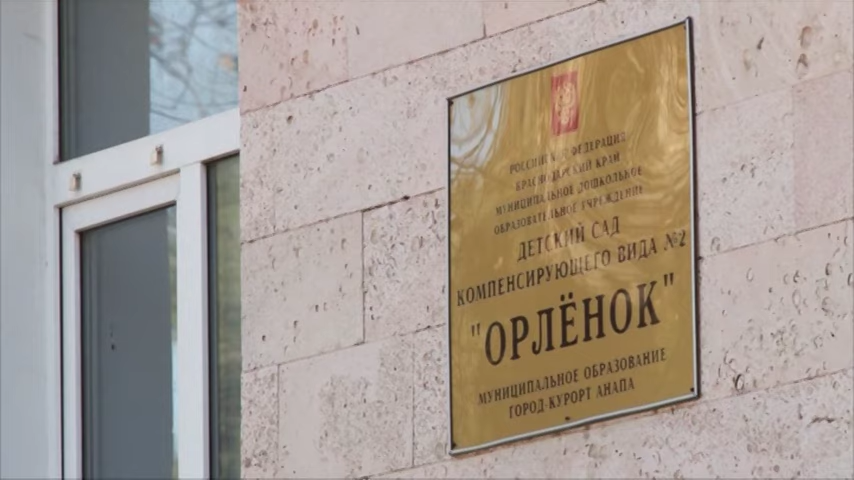 РОССИЙСКАЯ ФЕДЕРАЦИЯ
КРАСНОДАРСКИЙ КРАЙ
МУНИЦИПАЛЬНОЕ ДОШКОЛЬНОЕ
ОБРАЗОВАТЕЛЬНОЕ УЧРЕЖДЕНИЕ
ДЕТСКИЙ САД
КОМПЕНСИРУЮЩЕГО ВИДА №2
"ОРЛЁНОК"
МУНИЦИПАЛЬНОЕ ОБРАЗОВАНИЕ
ГОРОД-КУРОРТ АНАПА